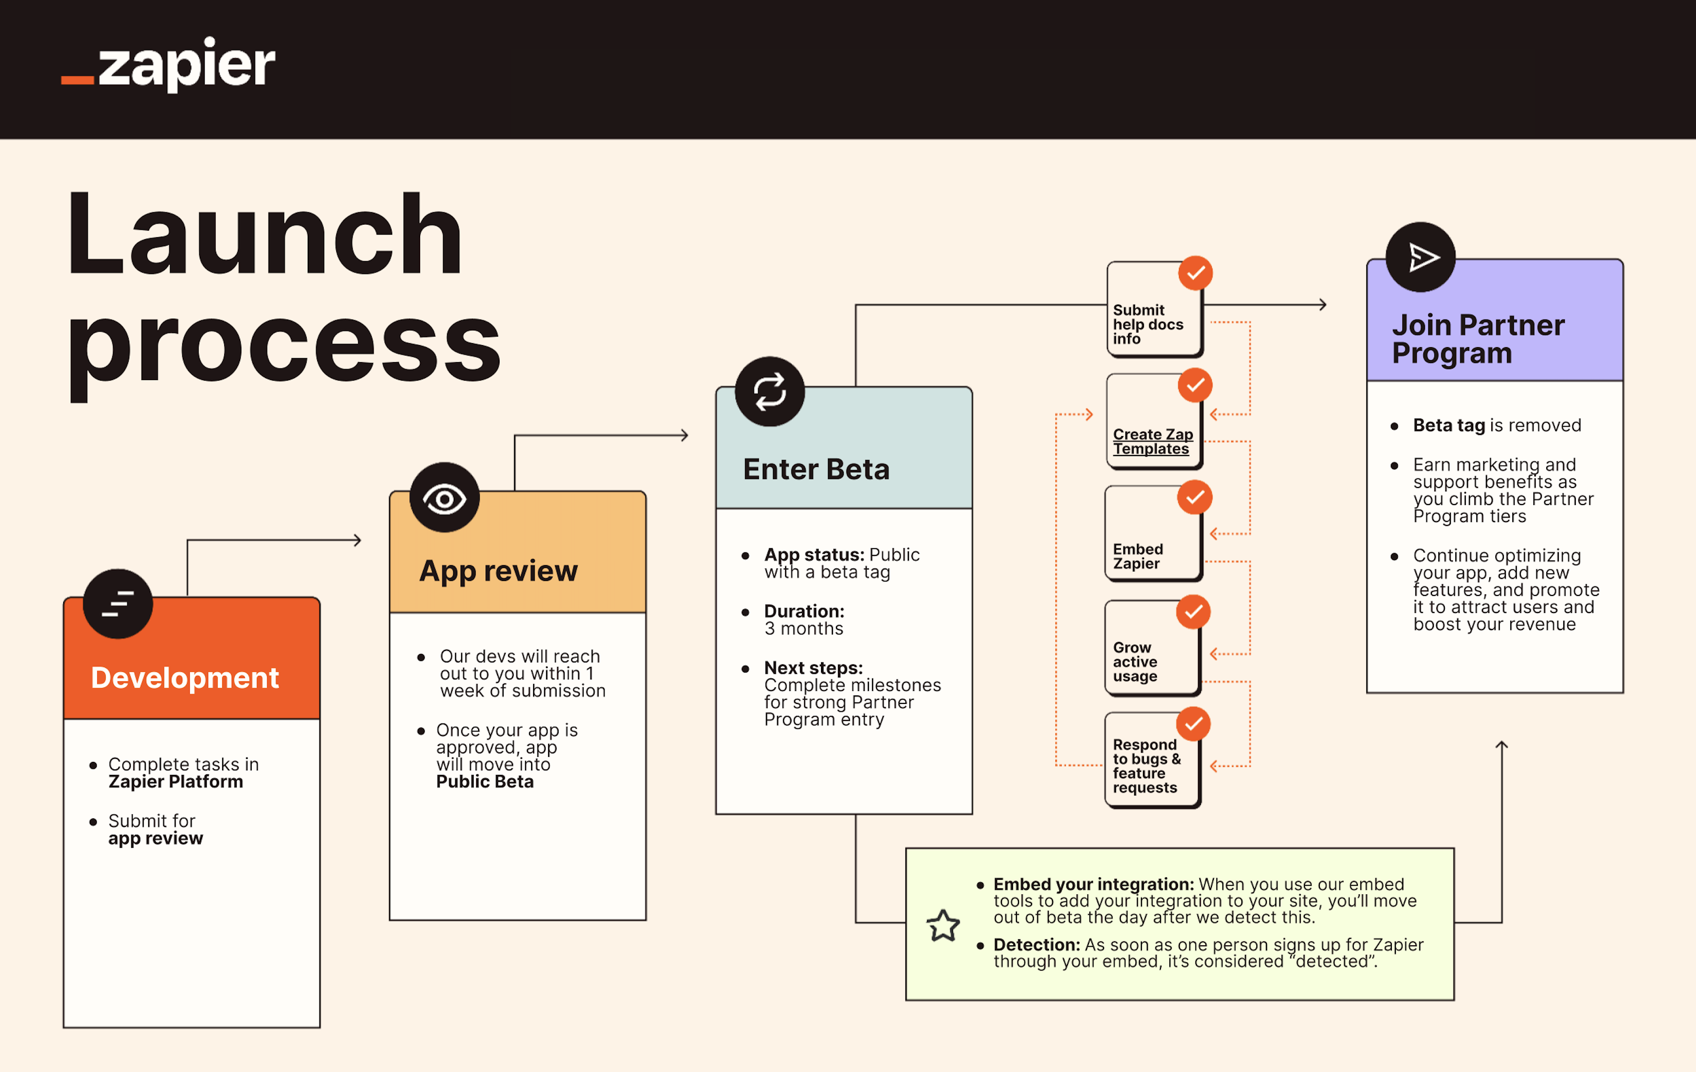 zapier
Launch
process
Development
Complete tasks in
Zapier Platform
Submit for
app review
App review
Our devs will reach
out to you within 1
week of submission
Once your app is
approved, app
will move into
Public Beta
Enter Beta
App status: Public
with a beta tag
Duration:
3 months
Next steps:
Complete milestones
for strong Partner
Program entry
Submit
help docs
info
Create Zap
Templates
Embed
Zapier
Grow
active
usage
Respond
to bugs &
feature
requests
Embed your integration: When you use our embed
tools to add your integration to your site, you’ll move
out of beta the day after we detect this.
Detection: As soon as one person signs up for Zapier
through your embed, it’s considered “detected”.
Join Partner
Program
Beta tag is removed
Earn marketing and
support benefits as
you climb the Partner
Program tiers
Continue optimizing
your app, add new
features, and promote
it to attract users and
boost your revenue